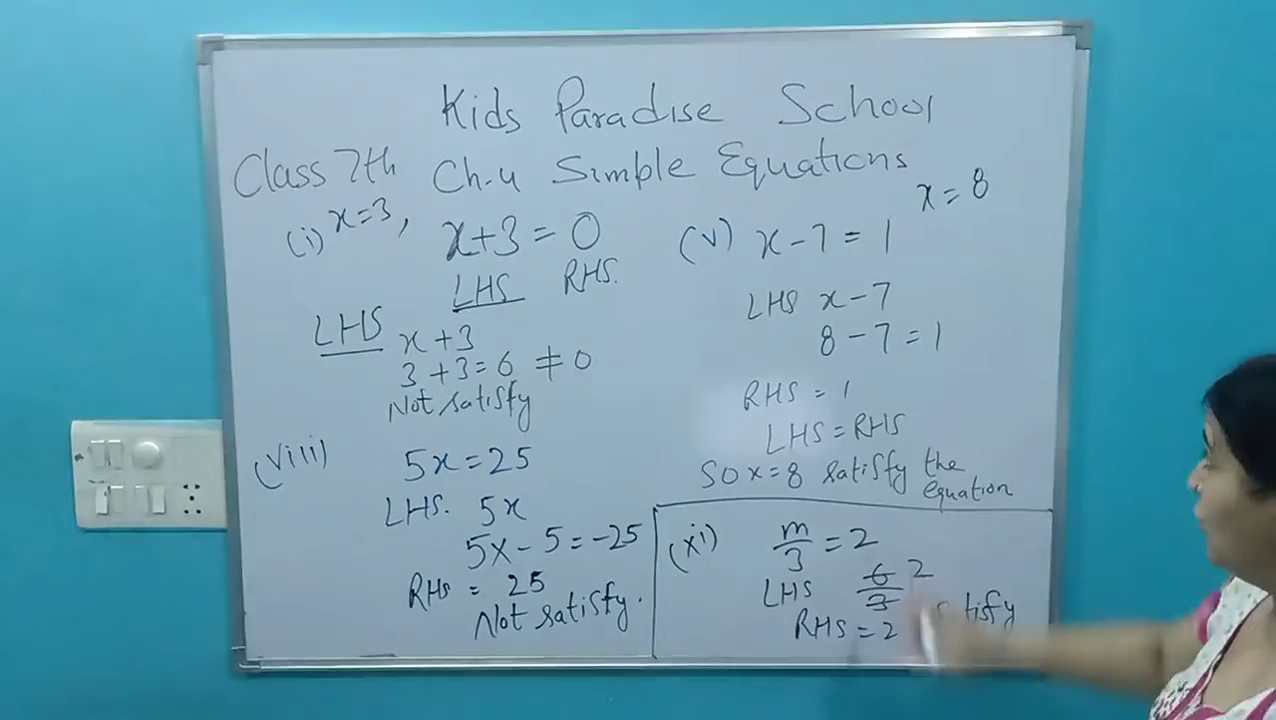 Kids Paradise School
Class 7th Ch-4 Simple Equations
(i) x=3, x+3=0
LHS RHS.
LHS x+3
3+3=6 ≠0
Not satisfy
(viii) 5x=25
LHS. 5x
5x-5=-25
RHS = 25
Not satisfy.
x=8
(v) x-7=1
LHS x-7
8-7=1
RHS = 1
LHS=RHS
SO x=8 satisfy the
equation
(xi) m/3 =2
LHS 6/3 2
RHS=2